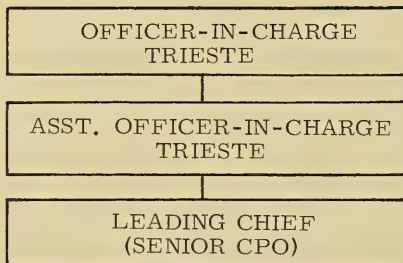 OFFICER-IN-CHARGE
TRIESTE
ASST. OFFICER-IN-CHARGE
TRIESTE
LEADING CHIEF
(SENIOR CPO)